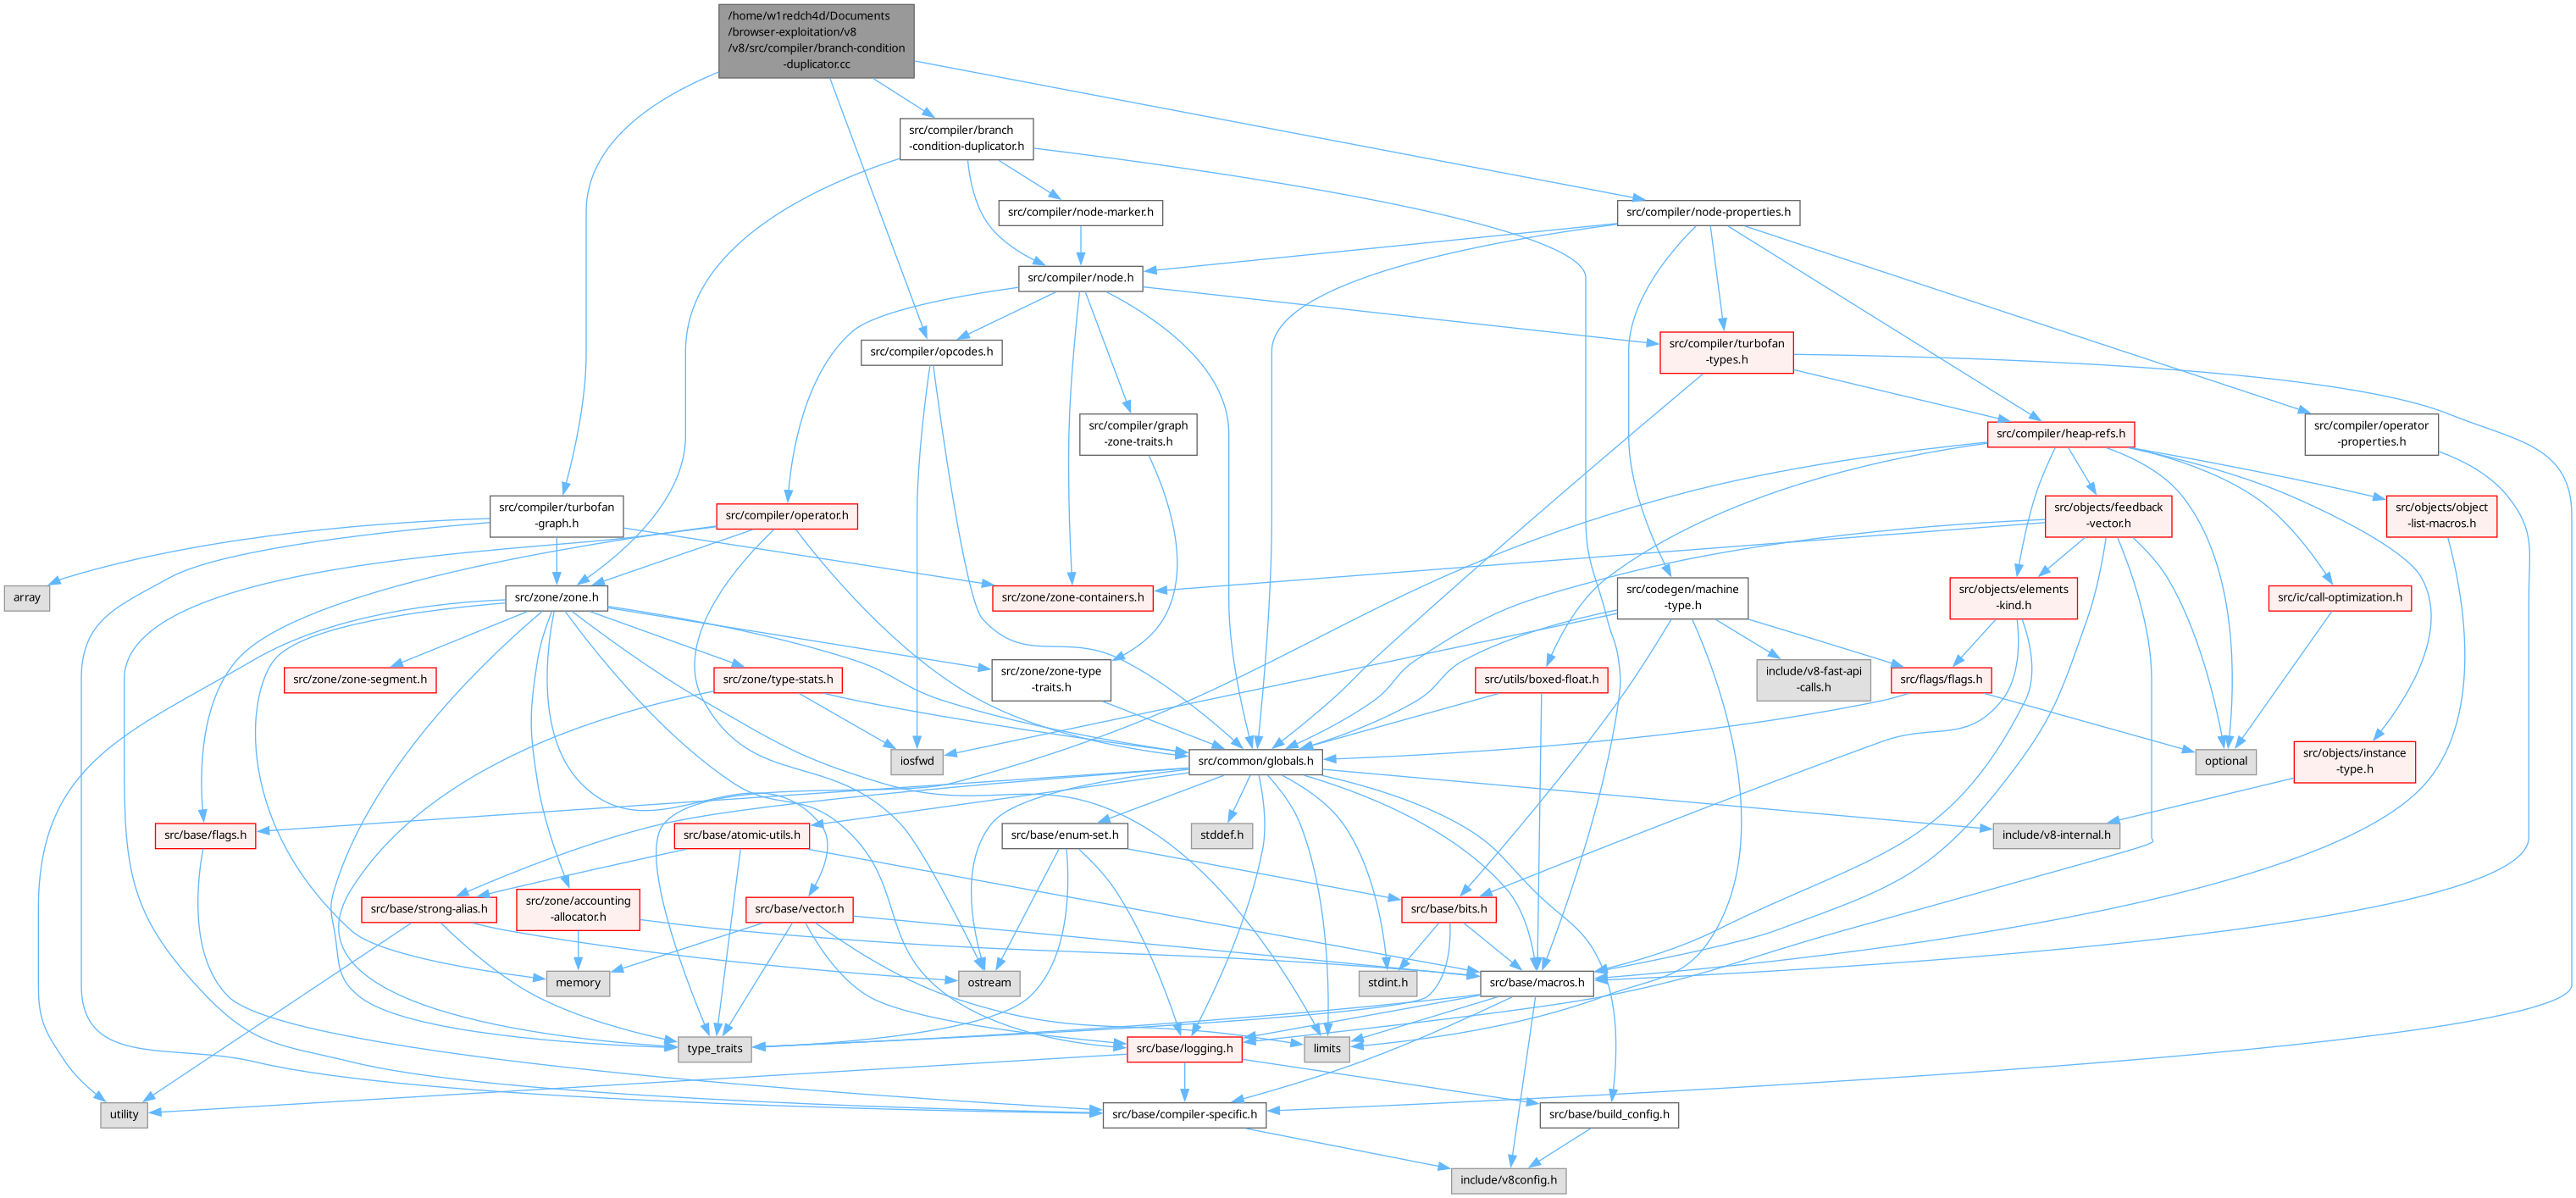 /home/w1redch4d/Documents
/browser-exploitation/v8
/v8/src/compiler/branch-condition
-duplicator.cc
src/compiler/branch
-condition-duplicator.h
src/compiler/node-marker.h
src/compiler/node-properties.h
src/compiler/node.h
src/compiler/opcodes.h
src/compiler/turbofan
-types.h
src/compiler/graph
-zone-traits.h
src/compiler/heap-refs.h
src/compiler/operator
-properties.h
src/compiler/turbofan
-graph.h
src/compiler/operator.h
src/objects/feedback
-vector.h
src/objects/object
-list-macros.h
array
src/zone/zone.h
src/zone/zone-containers.h
src/codegen/machine
-type.h
src/objects/elements
-kind.h
src/ic/call-optimization.h
src/zone/zone-segment.h
src/zone/type-stats.h
src/zone/zone-type
-traits.h
src/utils/boxed-float.h
include/v8-fast-api
-calls.h
src/flags/flags.h
iosfwd
src/common/globals.h
optional
src/objects/instance
-type.h
src/base/flags.h
src/base/atomic-utils.h
src/base/enum-set.h
stddef.h
include/v8-internal.h
src/base/strong-alias.h
src/zone/accounting
-allocator.h
src/base/vector.h
src/base/bits.h
memory
ostream
stdint.h
src/base/macros.h
type_traits
src/base/logging.h
limits
utility
src/base/compiler-specific.h
src/base/build_config.h
include/v8config.h